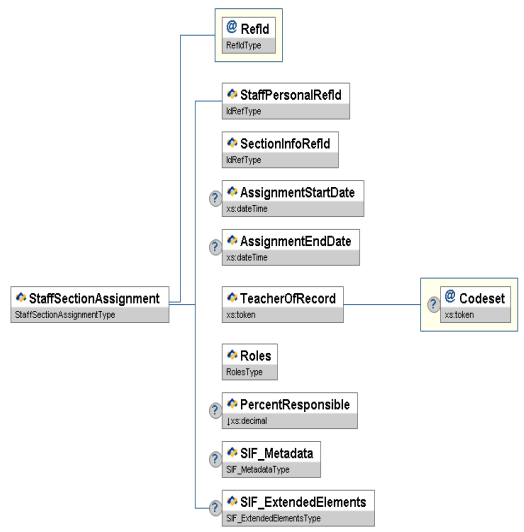 @ RefId
RefIdType
StaffPersonalRefId
IdRefType
SectionInfoRefId
IdRefType
? AssignmentStartDate
xs:dateTime
? AssignmentEndDate
xs:dateTime
StaffSectionAssignment
StaffSectionAssignmentType
TeacherOfRecord
xs:token
? @ Codeset
xs:token
Roles
RolesType
? PercentResponsible
xs:decimal
? SIF_Metadata
SIF_MetadataType
? SIF_ExtendedElements
SIF_ExtendedElementsType